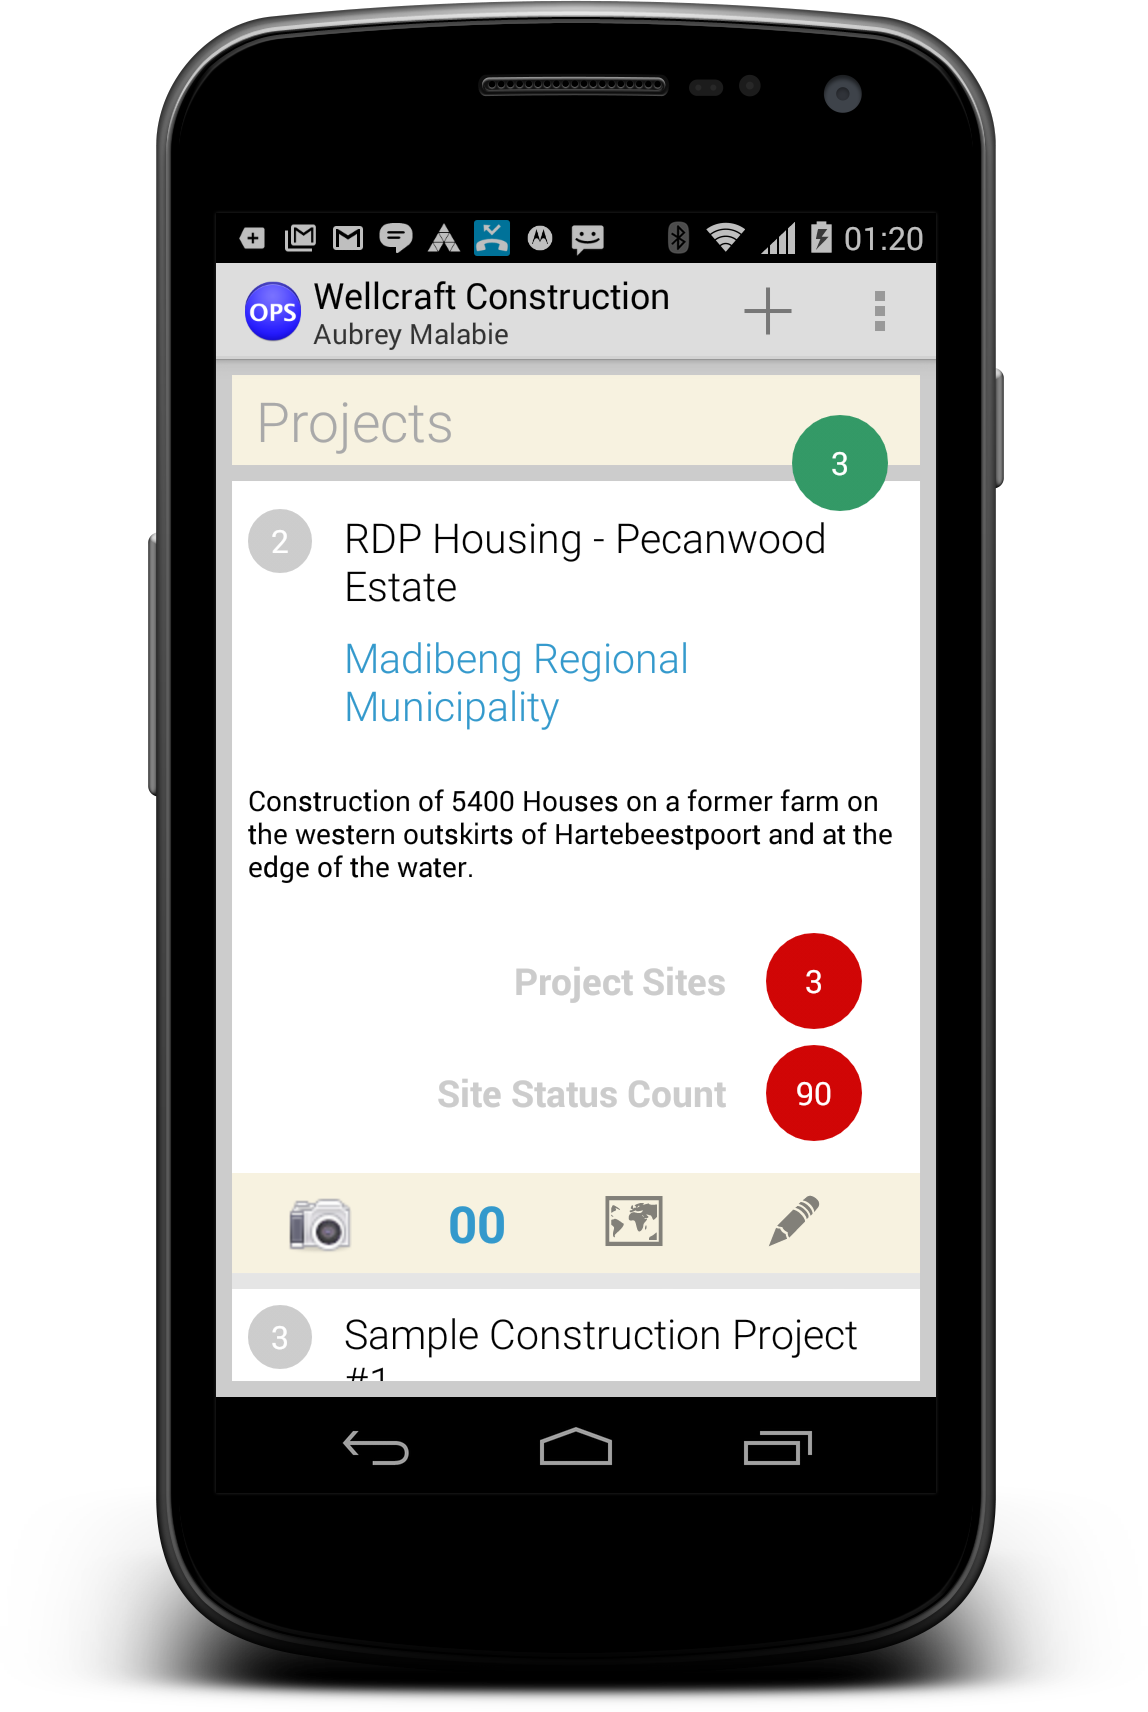 01:20
OPS
Wellcraft Construction
Aubrey Malabie
Projects
3
2
RDP Housing - Pecanwood
Estate
Madibeng Regional
Municipality
Construction of 5400 Houses on a former farm on
the western outskirts of Hartebeestpoort and at the
edge of the water.
Project Sites
3
Site Status Count
90
00
3
Sample Construction Project
#1